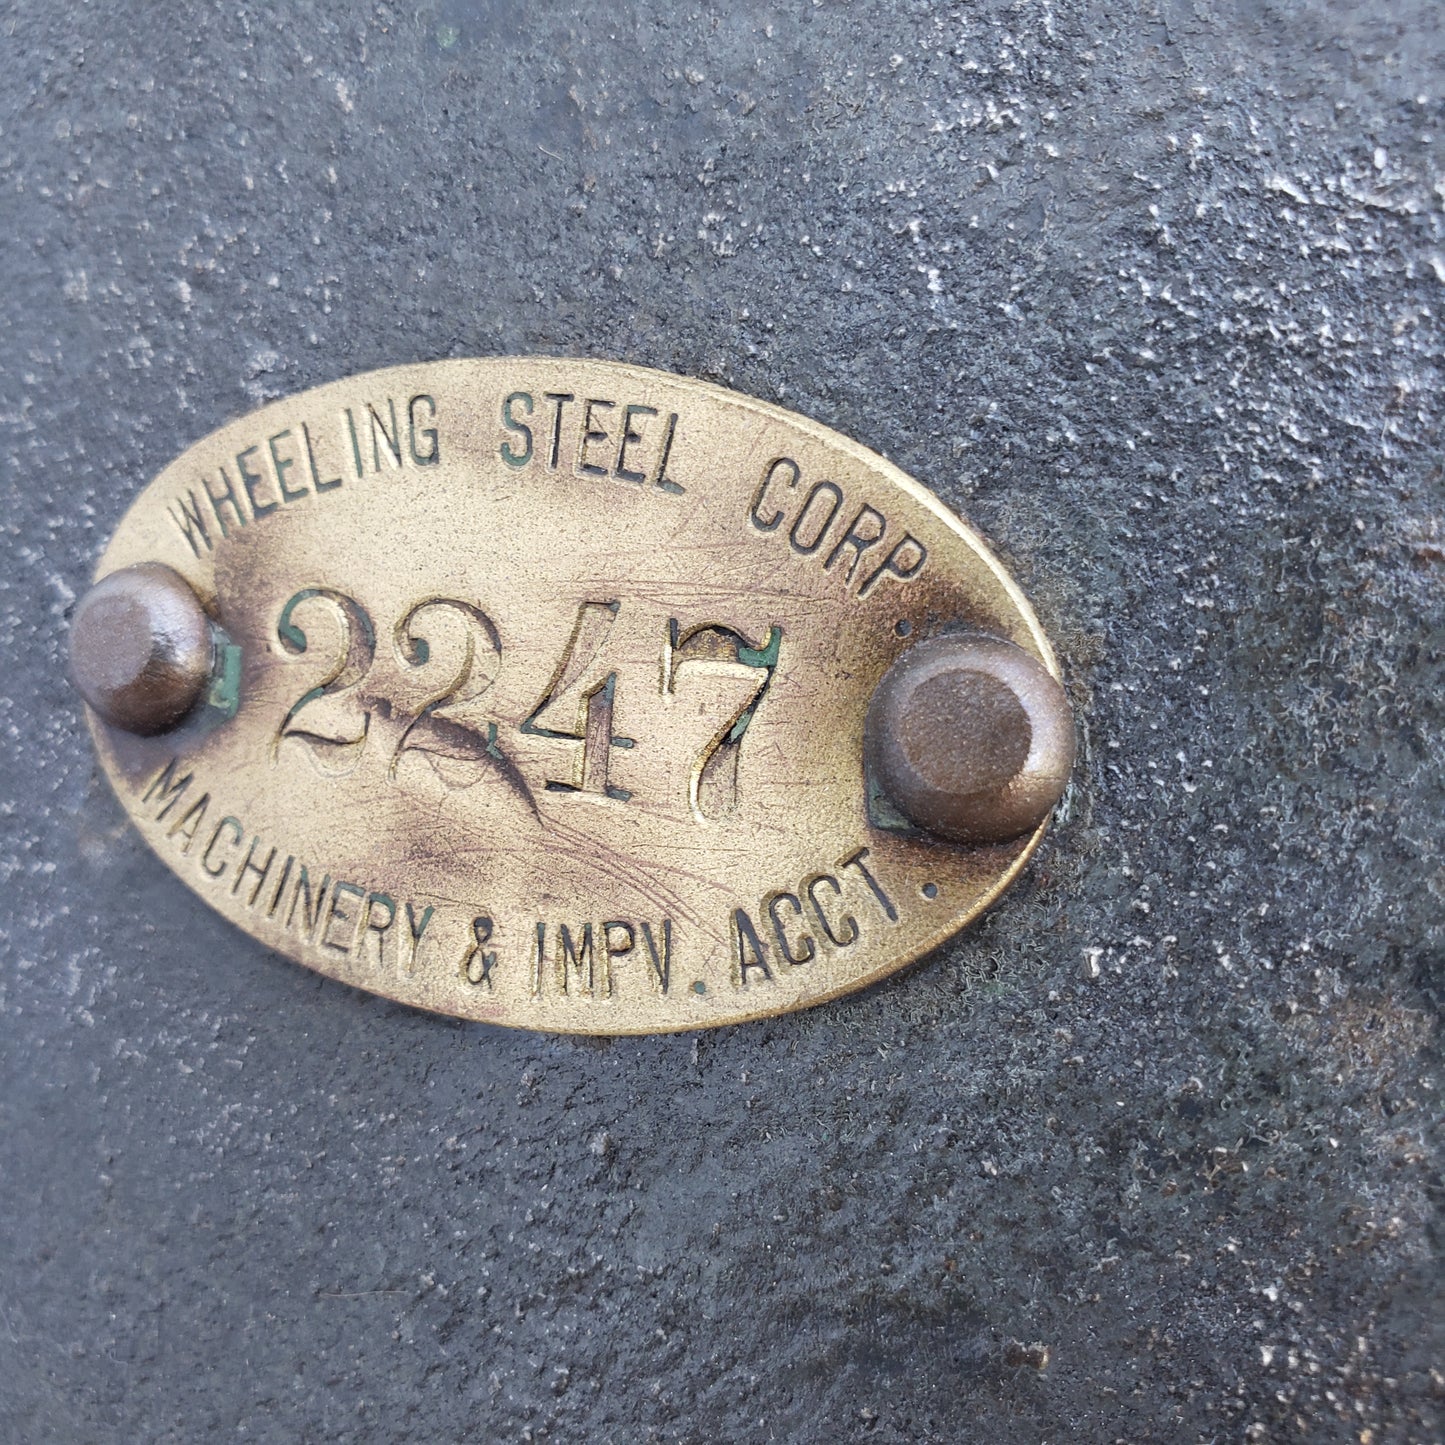 WHEELING STEEL CORP.
2247
MACHINERY & IMPV. ACCT.